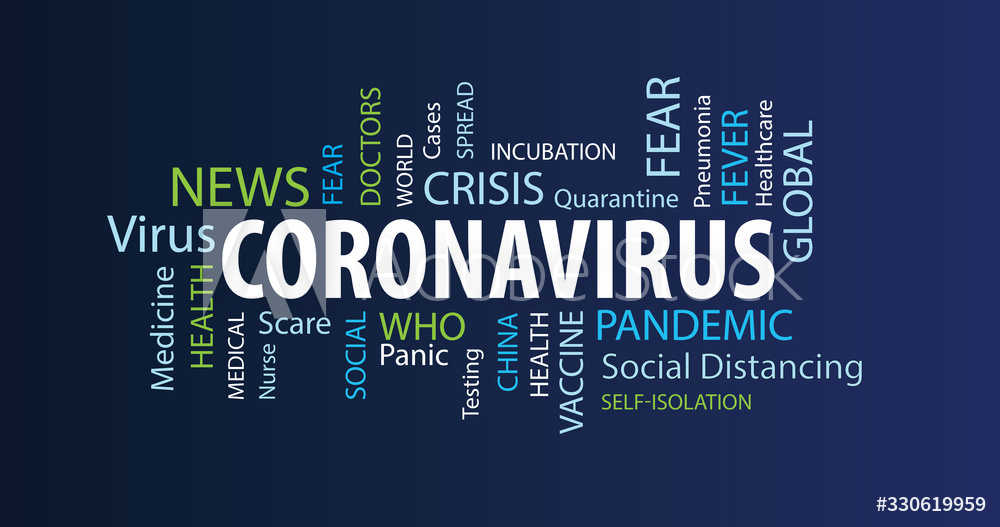 FEAR
DOCTORS
WORLD
Cases
SPREAD
INCUBATION
FEAR
Pneumonia
FEVER
Healthcare
GLOBAL
NEWS
CRISIS
Quarantine
Virus
CORONAVIRUS
Adobe Stock
Medicine
HEALTH
MEDICAL
Scare
Nurse
SOCIAL
WHO
Panic
Testing
CHINA
HEALTH
VACCINE
PANDEMIC
Social Distancing
SELF-ISOLATION
#330619959